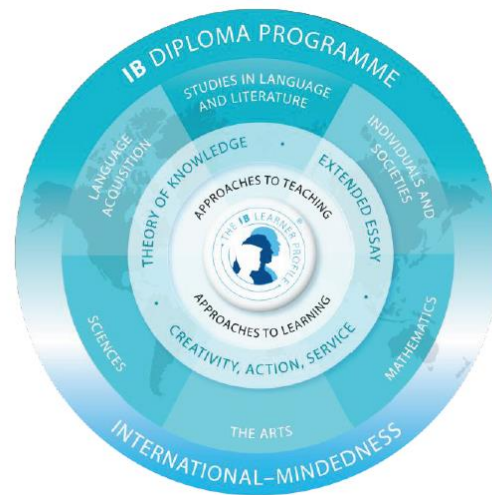 IB DIPLOMA PROGRAMME
STUDIES IN LANGUAGE
AND LITERATURE
LANGUAGE
ACQUISITION
INDIVIDUALS AND
SOCIETIES
THEORY OF KNOWLEDGE
EXTENDED ESSAY
APPROACHES TO TEACHING
THE IB LEARNER PROFILE
®
APPROACHES TO LEARNING
CREATIVITY, ACTION, SERVICE
SCIENCES
MATHEMATICS
THE ARTS
INTERNATIONAL–MINDEDNESS